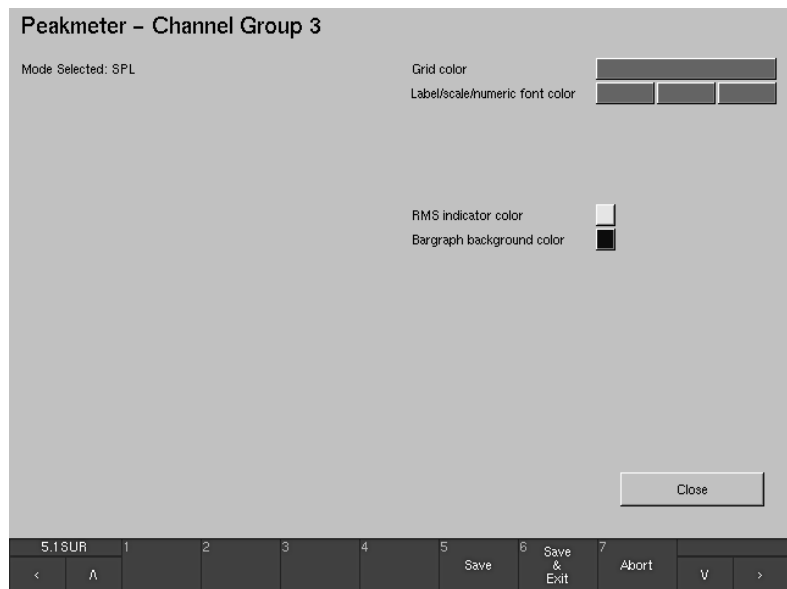 Peakmeter – Channel Group 3
Mode Selected: SPL
Grid color
Label/scale/numeric font color
RMS indicator color
Bargraph background color
Close
5.1SUR 1 2 3 4 5 6 7
Save
Save
&
Exit
Abort
< Λ V >